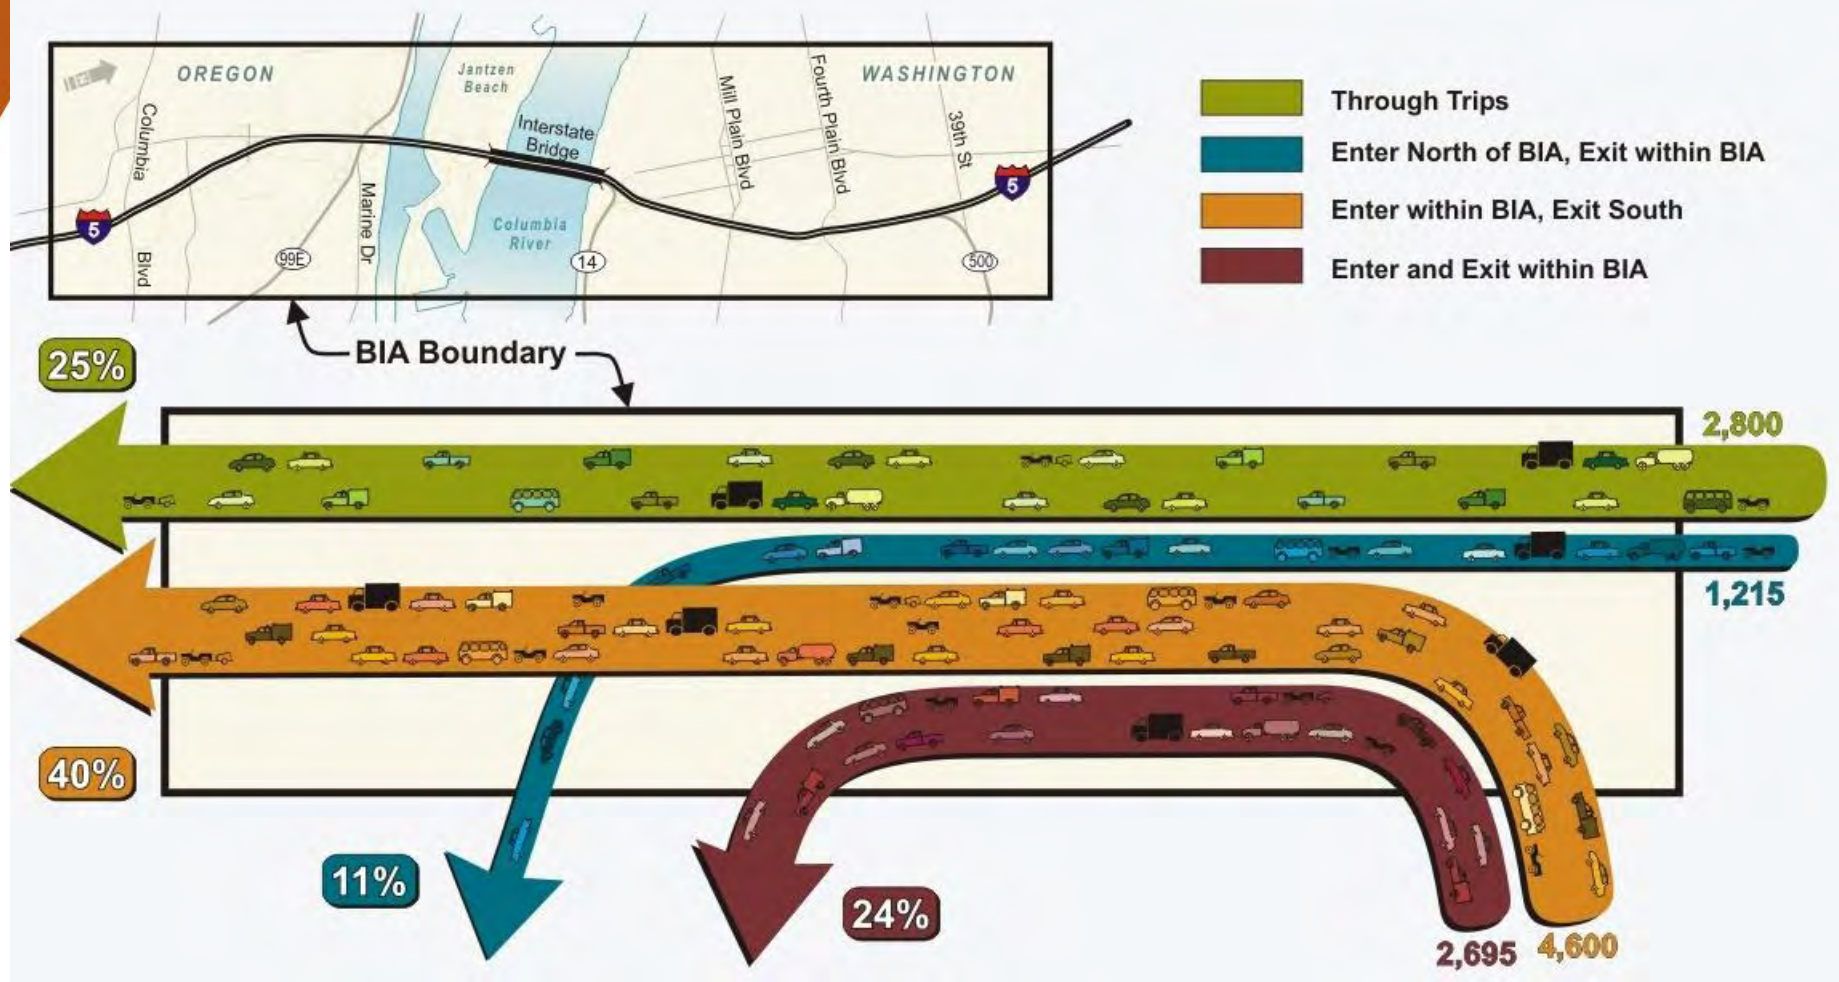 OREGON
Jantzen
Beach
WASHINGTON
Columbia
Blvd
Interstate
Bridge
Mill Plain Blvd
Fourth Plain Blvd
39th St
5
5
Marine Dr
Columbia
River
99E
14
500
Through Trips
Enter North of BIA, Exit within BIA
Enter within BIA, Exit South
Enter and Exit within BIA
BIA Boundary
25%
2,800
1,215
40%
11%
24%
2,695
4,600